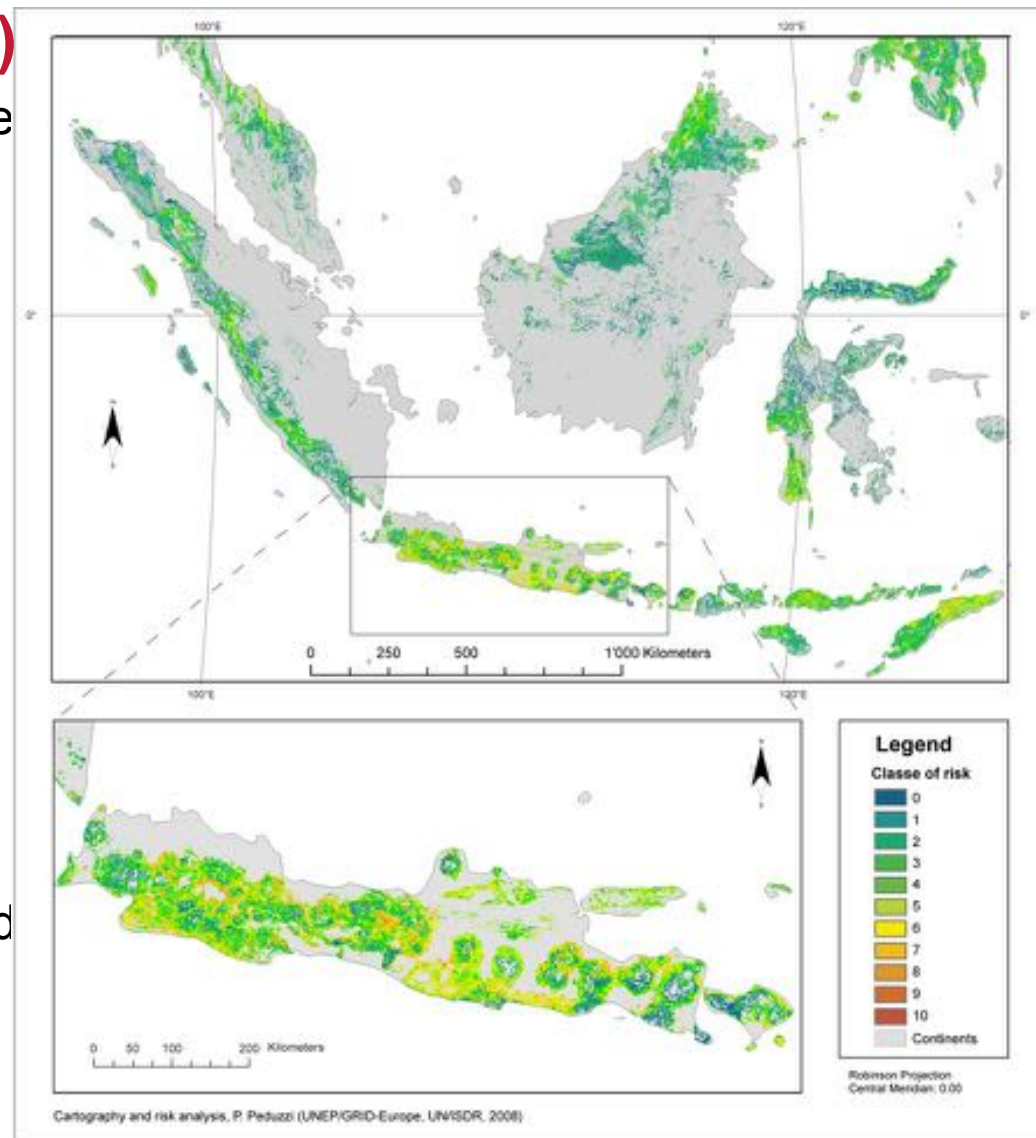 )
e
d
100°E 120°E
0° 0°
0 250 500 1'000 Kilometers
100°E 120°E
0 50 100 200 Kilometers
Legend
Classe of risk
0
1
2
3
4
5
6
7
8
9
10
Continents
Robinson Projection
Central Meridian: 0.00
Cartography and risk analysis, P. Peduzzi (UNEP/GRID-Europe, UN/ISDR, 2008)